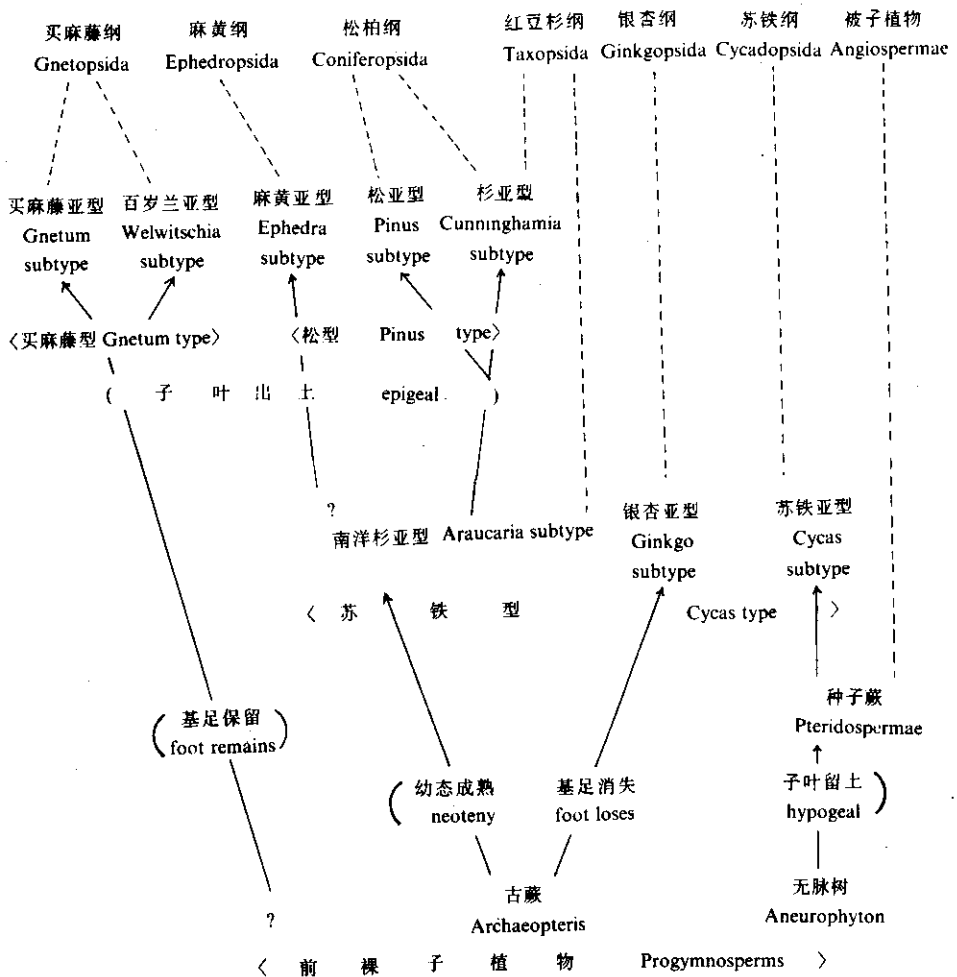 买麻藤纲 麻黄纲 松柏纲 红豆杉纲 银杏纲 苏铁纲 被子植物
Gnetopsida Ephedropsida Coniferopsida Taxopsida Ginkgopsida Cycadopsida Angiospermae
买麻藤亚型 百岁兰亚型 麻黄亚型 松亚型 杉亚型
Gnetum Welwitschia Ephedra Pinus Cunninghamia
subtype subtype subtype subtype subtype
〈买麻藤型 Gnetum type〉 〈松型 Pinus type〉
( 子叶出土 epigeal )
?
南洋杉亚型 Araucaria subtype
银杏亚型 苏铁亚型
Ginkgo Cycas
subtype subtype
〈苏铁型 Cycas type〉
(基足保留
foot remains)
种子蕨
Pteridospermae
(幼态成熟 基足消失 子叶留土)
neoteny foot loses hypogeal
古蕨 无脉树
? Archaeopteris Aneurophyton
〈前裸子植物 Progymnosperms〉